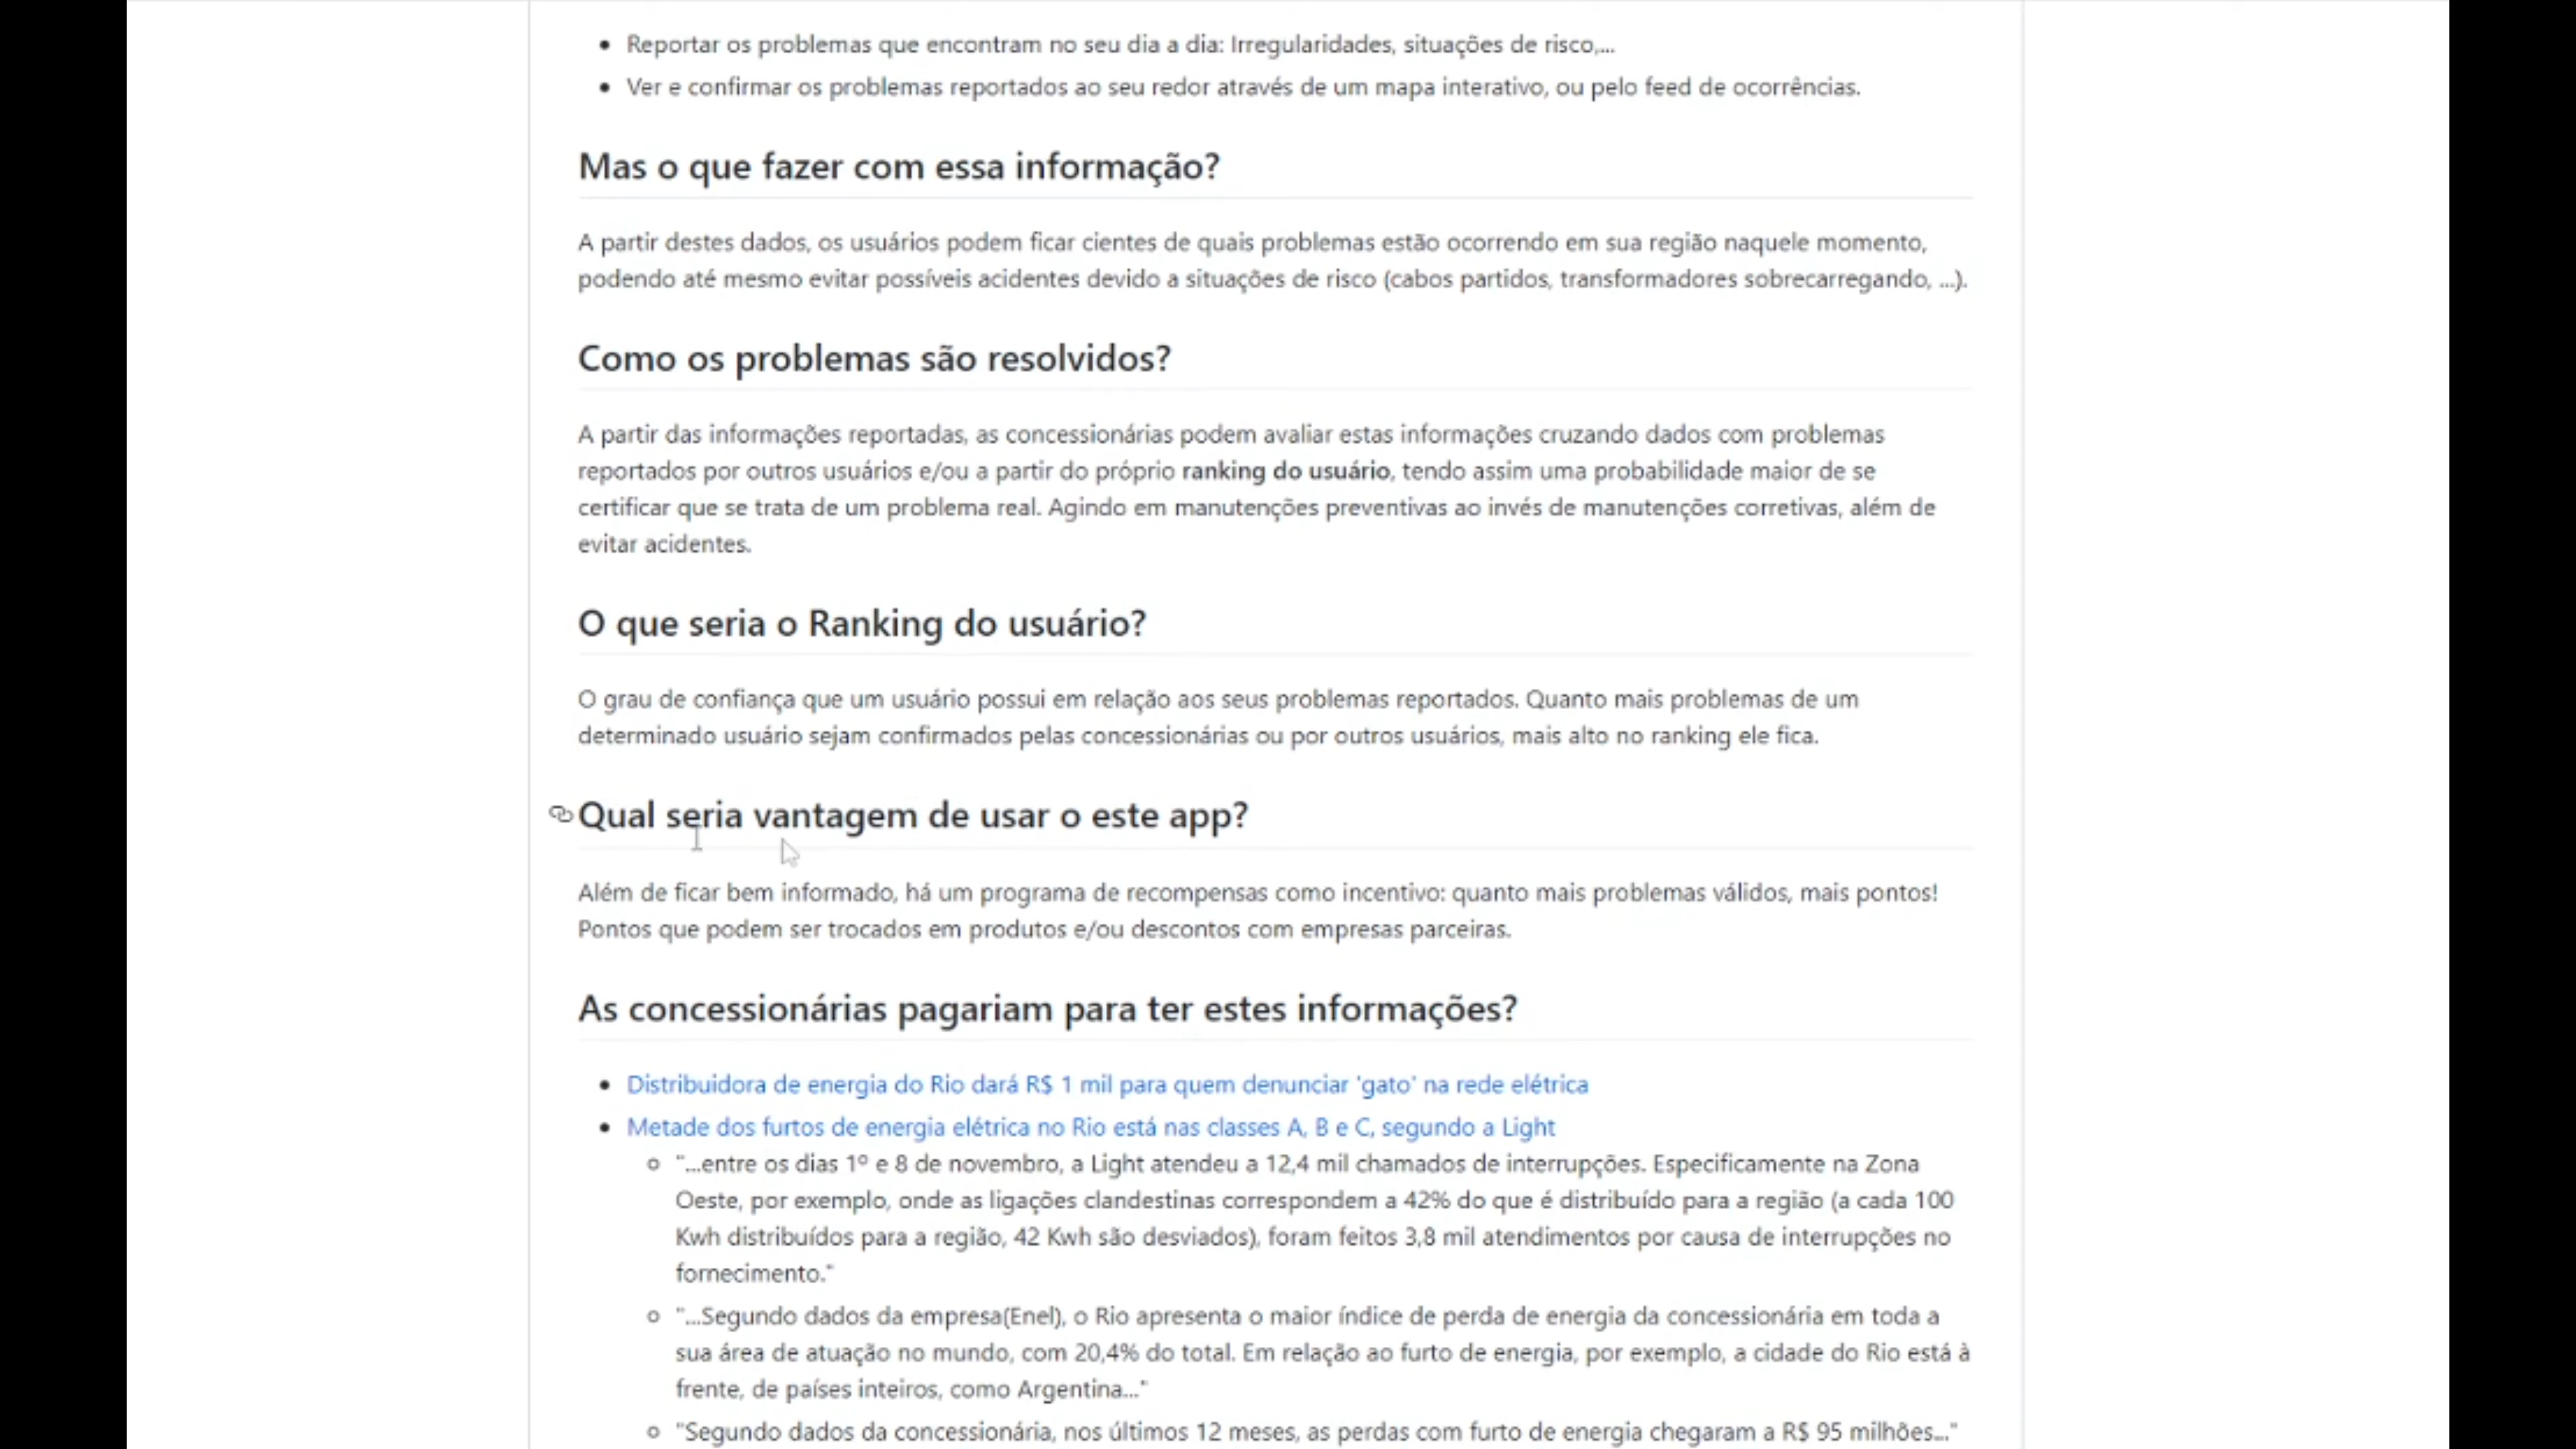 Reportar os problemas que encontram no seu dia a dia: Irregularidades, situações de risco,...
Ver e confirmar os problemas reportados ao seu redor através de um mapa interativo, ou pelo feed de ocorrências.
Mas o que fazer com essa informação?
A partir destes dados, os usuários podem ficar cientes de quais problemas estão ocorrendo em sua região naquele momento,
podendo até mesmo evitar possíveis acidentes devido a situações de risco (cabos partidos, transformadores sobrecarregando, ...).
Como os problemas são resolvidos?
A partir das informações reportadas, as concessionárias podem avaliar estas informações cruzando dados com problemas
reportados por outros usuários e/ou a partir do próprio ranking do usuário, tendo assim uma probabilidade maior de se
certificar que se trata de um problema real. Agindo em manutenções preventivas ao invés de manutenções corretivas, além de
evitar acidentes.
O que seria o Ranking do usuário?
O grau de confiança que um usuário possui em relação aos seus problemas reportados. Quanto mais problemas de um
determinado usuário sejam confirmados pelas concessionárias ou por outros usuários, mais alto no ranking ele fica.
Qual seria vantagem de usar o este app?
Além de ficar bem informado, há um programa de recompensas como incentivo: quanto mais problemas válidos, mais pontos!
Pontos que podem ser trocados em produtos e/ou descontos com empresas parceiras.
As concessionárias pagariam para ter estes informações?
Distribuidora de energia do Rio dará R$ 1 mil para quem denunciar 'gato' na rede elétrica
Metade dos furtos de energia elétrica no Rio está nas classes A, B e C, segundo a Light
"...entre os dias 1º e 8 de novembro, a Light atendeu a 12,4 mil chamados de interrupções. Especificamente na Zona
Oeste, por exemplo, onde as ligações clandestinas correspondem a 42% do que é distribuído para a região (a cada 100
Kwh distribuídos para a região, 42 Kwh são desviados), foram feitos 3,8 mil atendimentos por causa de interrupções no
fornecimento."
"...Segundo dados da empresa(Enel), o Rio apresenta o maior índice de perda de energia da concessionária em toda a
sua área de atuação no mundo, com 20,4% do total. Em relação ao furto de energia, por exemplo, a cidade do Rio está à
frente, de países inteiros, como Argentina..."
"Segundo dados da concessionária, nos últimos 12 meses, as perdas com furto de energia chegaram a R$ 95 milhões..."